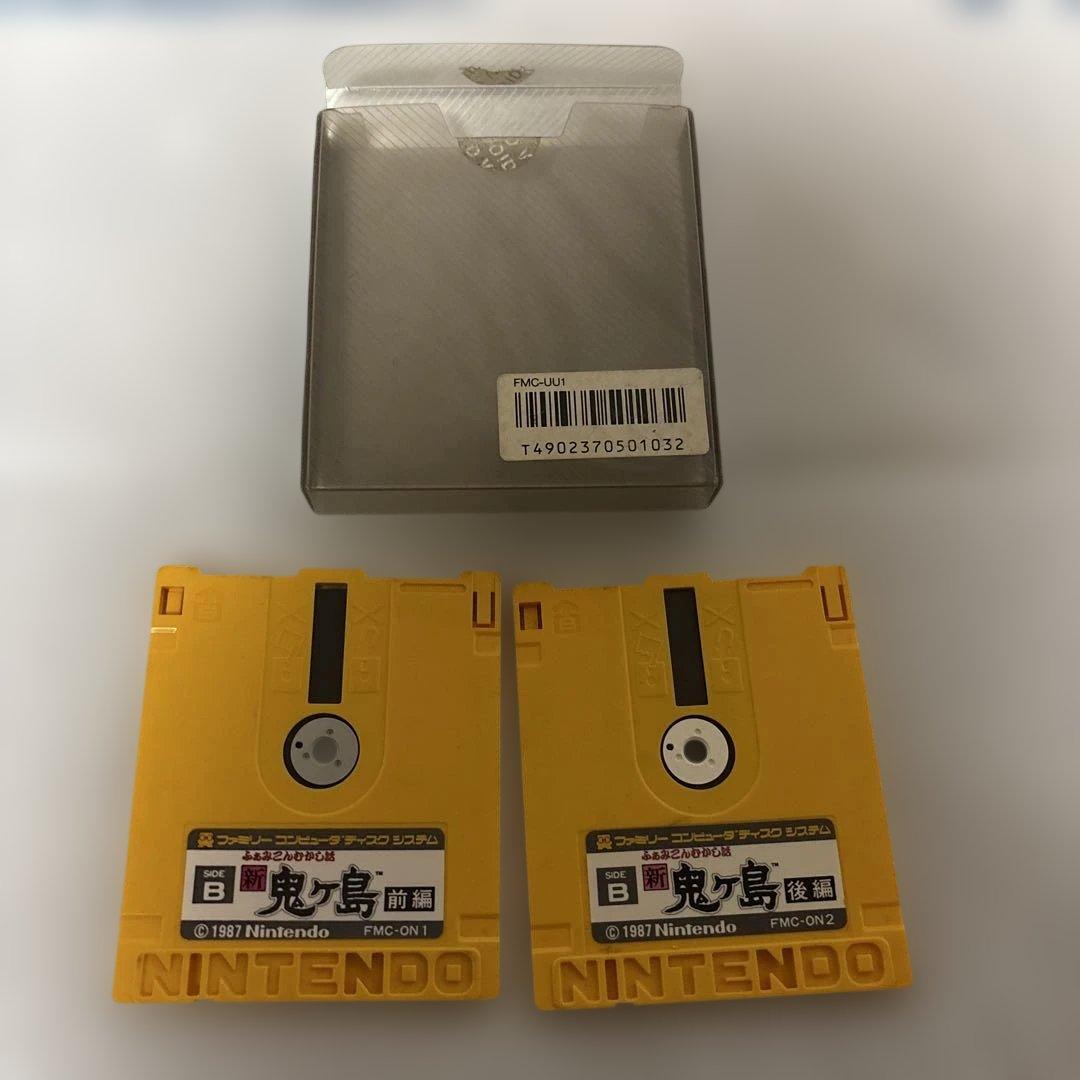 FMC-UU1
T4902370501032
ファミリー コンピュータ ディスク システム
ふぁみこんむかし話
SIDE
B
新 鬼ヶ島™ 前編
©1987 Nintendo FMC-ON1
NINTENDO
ファミリー コンピュータ ディスク システム
ふぁみこんむかし話
SIDE
B
新 鬼ヶ島™ 後編
©1987 Nintendo FMC-ON2
NINTENDO